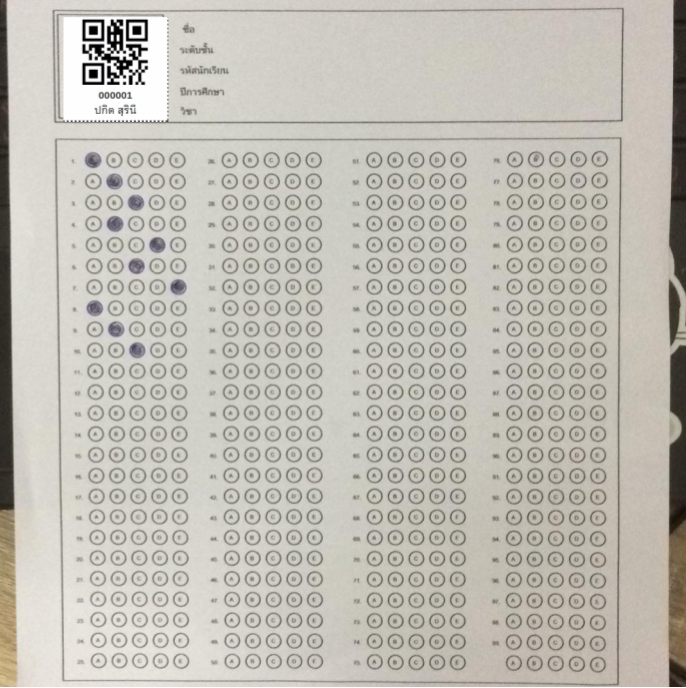 000001
ปกิต สุรินี
ชื่อ
ระดับชั้น
รหัสนักเรียน
ปีการศึกษา
วิชา
1. B C D E 26. A B C D E 51. A B C D E 76. A B C D E
2. A C D E 27. A B C D E 52. A B C D E 77. A B C D E
3. A B D E 28. A B C D E 53. A B C D E 78. A B C D E
4. A C D E 29. A B C D E 54. A B C D E 79. A B C D E
5. A B C E 30. A B C D E 55. A B C D E 80. A B C D E
6. A B D E 31. A B C D E 56. A B C D E 81. A B C D E
7. A B C D 32. A B C D E 57. A B C D E 82. A B C D E
8. B C D E 33. A B C D E 58. A B C D E 83. A B C D E
9. A C D E 34. A B C D E 59. A B C D E 84. A B C D E
10. A B D E 35. A B C D E 60. A B C D E 85. A B C D E
11. A B C D E 36. A B C D E 61. A B C D E 86. A B C D E
12. A B C D E 37. A B C D E 62. A B C D E 87. A B C D E
13. A B C D E 38. A B C D E 63. A B C D E 88. A B C D E
14. A B C D E 39. A B C D E 64. A B C D E 89. A B C D E
15. A B C D E 40. A B C D E 65. A B C D E 90. A B C D E
16. A B C D E 41. A B C D E 66. A B C D E 91. A B C D E
17. A B C D E 42. A B C D E 67. A B C D E 92. A B C D E
18. A B C D E 43. A B C D E 68. A B C D E 93. A B C D E
19. A B C D E 44. A B C D E 69. A B C D E 94. A B C D E
20. A B C D E 45. A B C D E 70. A B C D E 95. A B C D E
21. A B C D E 46. A B C D E 71. A B C D E 96. A B C D E
22. A B C D E 47. A B C D E 72. A B C D E 97. A B C D E
23. A B C D E 48. A B C D E 73. A B C D E 98. A B C D E
24. A B C D E 49. A B C D E 74. A B C D E 99. A B C D E
25. A B C D E 50. A B C D E 75. A B C D E A B C D E